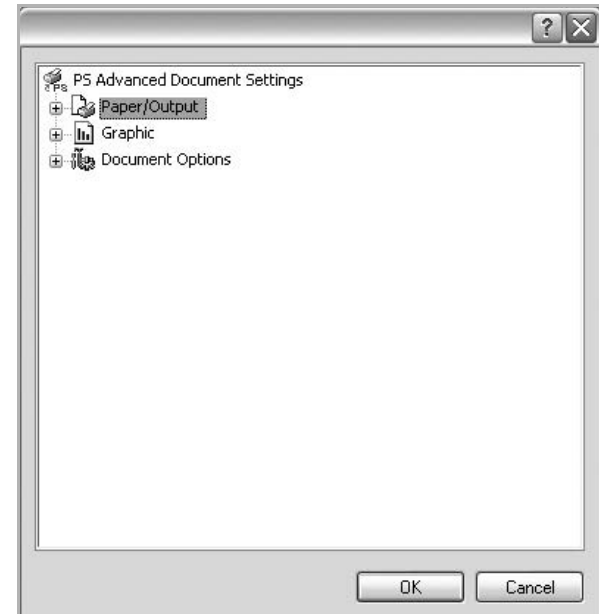 PS Advanced Document Settings
Paper/Output
Graphic
Document Options
OK
Cancel